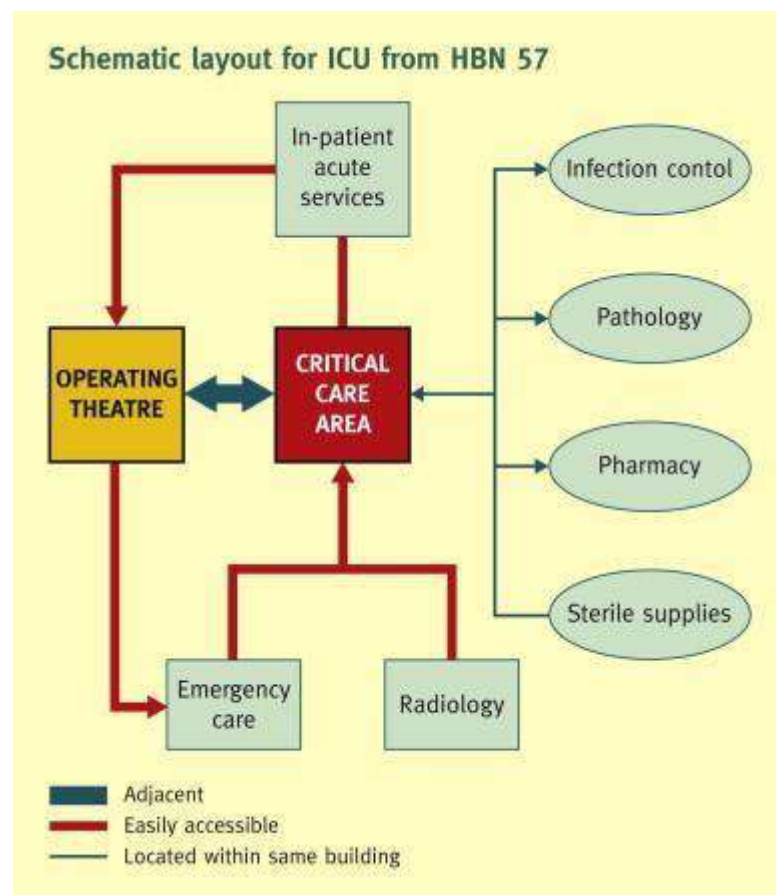 Schematic layout for ICU from HBN 57
In-patient
acute
services
Infection contol
Pathology
OPERATING
THEATRE
CRITICAL
CARE
AREA
Pharmacy
Sterile supplies
Emergency
care
Radiology
Adjacent
Easily accessible
Located within same building